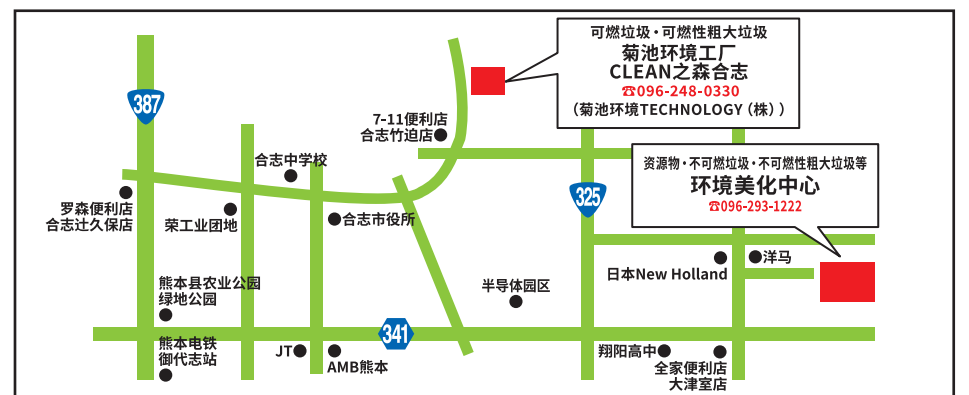 可燃垃圾・可燃性粗大垃圾
菊池环境工厂
CLEAN之森合志
☎096-248-0330
（菊池环境TECHNOLOGY（株））
387
7-11便利店
合志竹迫店
合志中学校
资源物・不可燃垃圾・不可燃性粗大垃圾等
环境美化中心
☎096-293-1222
325
罗森便利店
合志辻久保店
荣工业团地
合志市役所
洋马
日本New Holland
熊本县农业公园
绿地公园
半导体园区
341
熊本电铁
御代志站
JT
AMB熊本
翔阳高中
全家便利店
大津室店